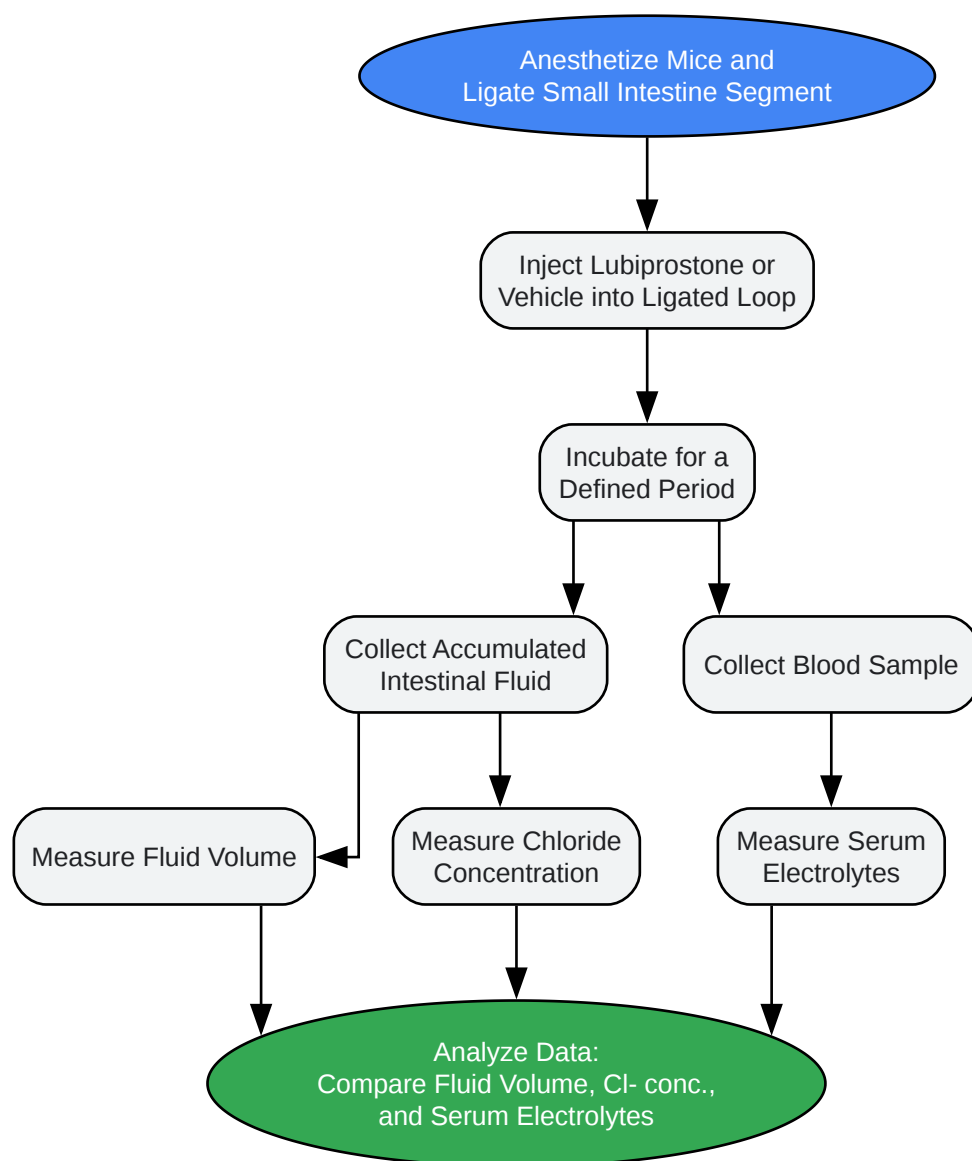 Anesthetize Mice and
Ligate Small Intestine Segment
Inject Lubiprostone or
Vehicle into Ligated Loop
Incubate for a
Defined Period
Collect Accumulated
Intestinal Fluid
Collect Blood Sample
Measure Fluid Volume
Measure Chloride
Concentration
Measure Serum
Electrolytes
Analyze Data:
Compare Fluid Volume, Cl- conc.,
and Serum Electrolytes